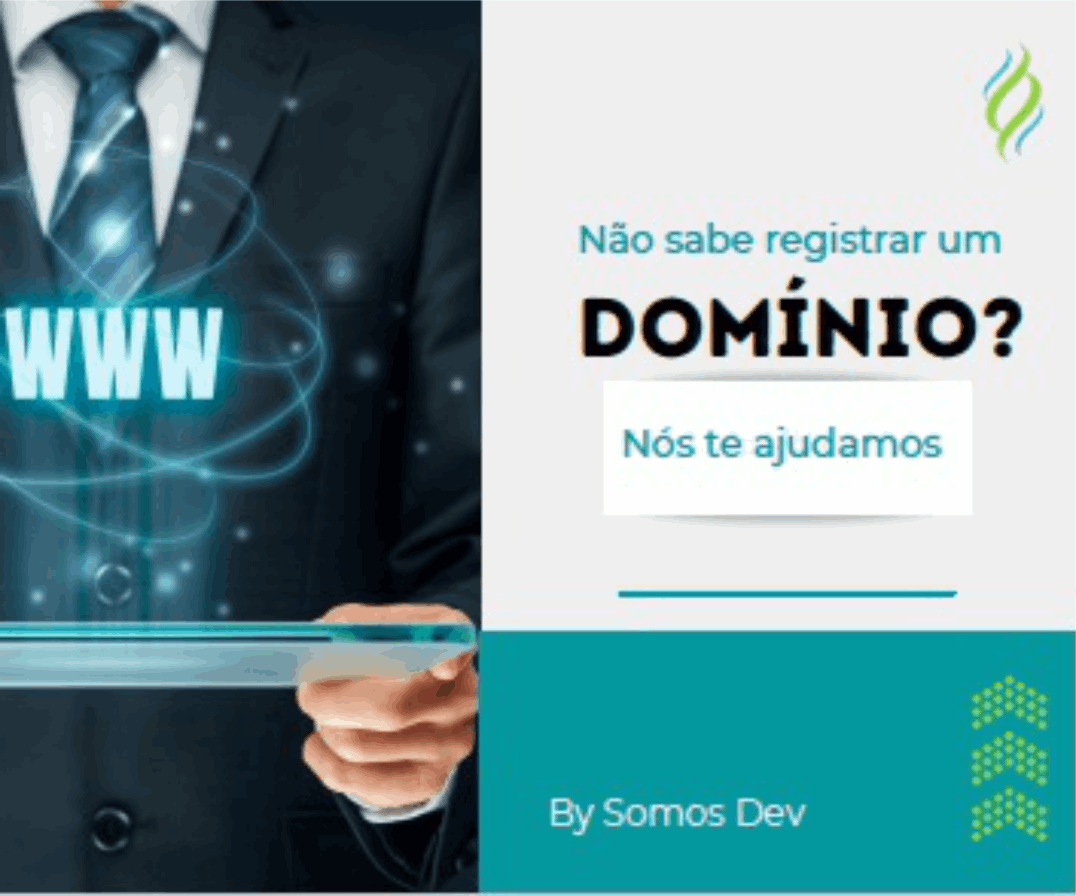 WWW
Não sabe registrar um
DOMÍNIO?
Nós te ajudamos
By Somos Dev